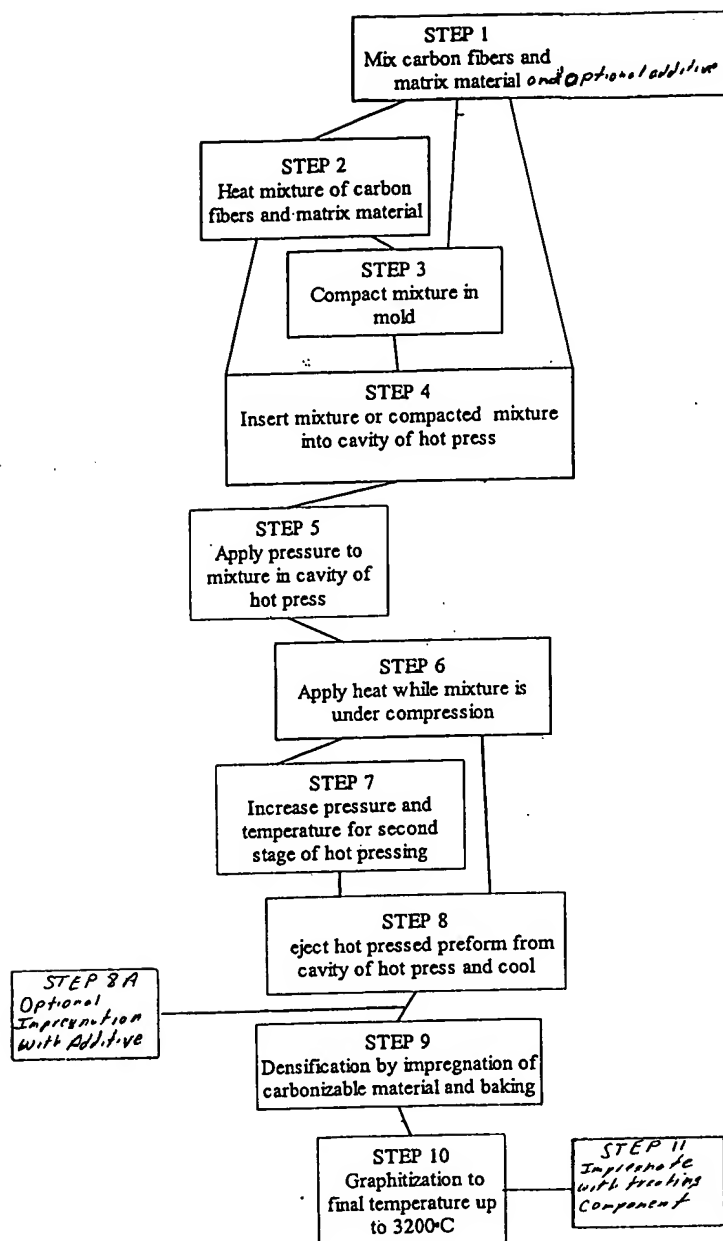 STEP 1
Mix carbon fibers and
matrix material and optional additive
STEP 2
Heat mixture of carbon
fibers and matrix material
STEP 3
Compact mixture in
mold
STEP 4
Insert mixture or compacted mixture
into cavity of hot press
STEP 5
Apply pressure to
mixture in cavity of
hot press
STEP 6
Apply heat while mixture is
under compression
STEP 7
Increase pressure and
temperature for second
stage of hot pressing
STEP 8
eject hot pressed preform from
cavity of hot press and cool
STEP 8A
Optional
Impregnation
With Additive
STEP 9
Densification by impregnation of
carbonizable material and baking
STEP 10
Graphitization to
final temperature up
to 3200°C
STEP 11
Impregnate
with treating
Component